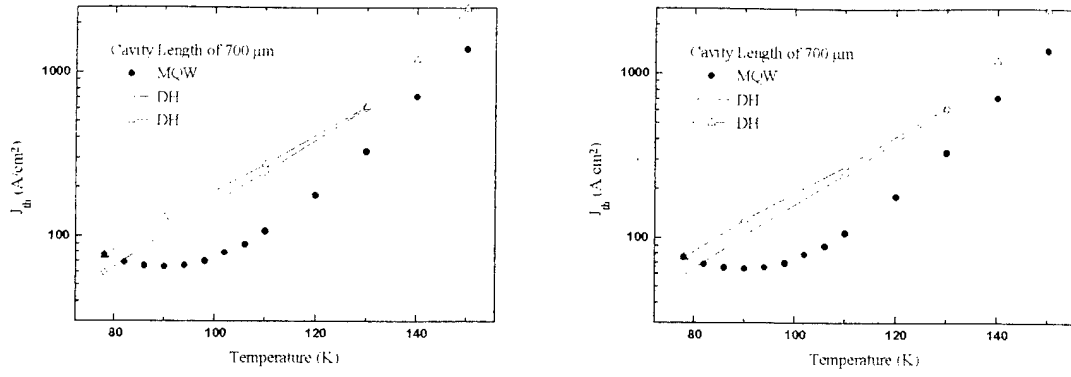 Cavity Length of 700 μm
MQW
DH
DH
1000
100
J_th (A/cm²)
80
100
120
140
Temperature (K)
Cavity Length of 700 μm
MQW
DH
DH
1000
100
J_th (A cm²)
80
100
120
140
Temperature (K)